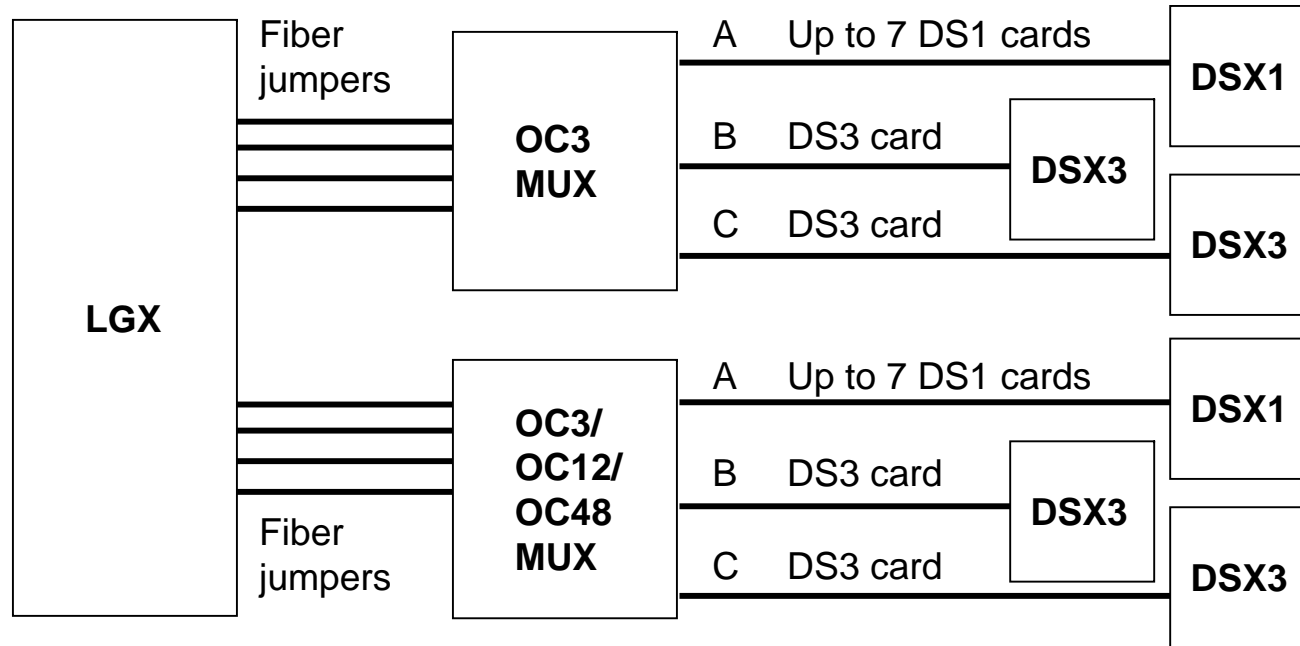 Fiber
jumpers
A Up to 7 DS1 cards
DSX1
OC3
MUX
B DS3 card
DSX3
C DS3 card
DSX3
LGX
A Up to 7 DS1 cards
DSX1
OC3/
OC12/
OC48
MUX
B DS3 card
DSX3
Fiber
jumpers
C DS3 card
DSX3